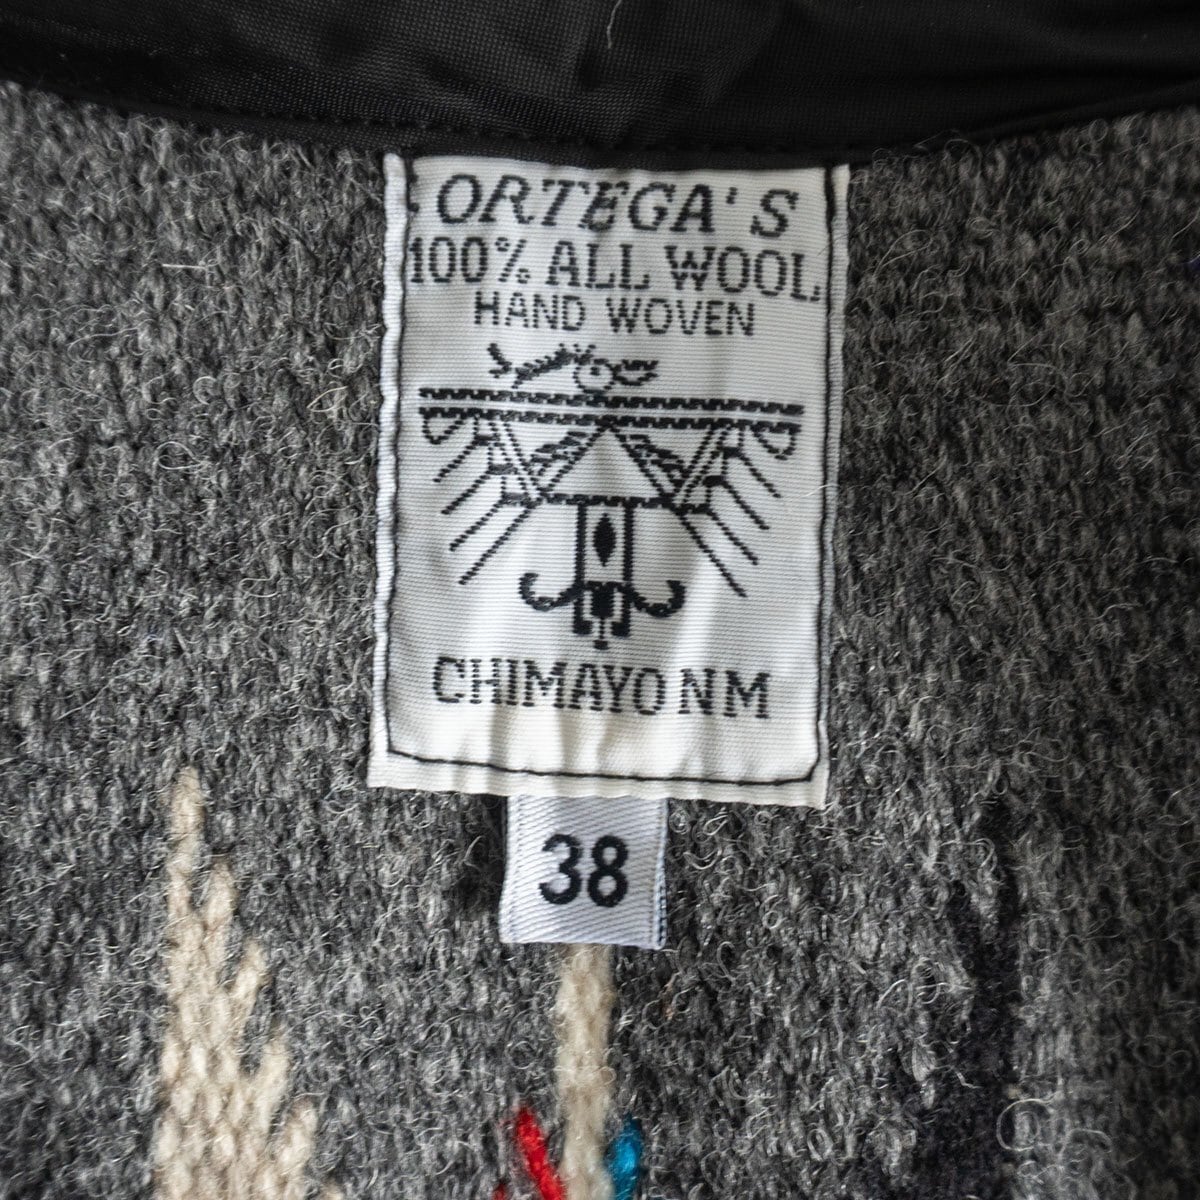 ORTEGA'S
100% ALL WOOL
HAND WOVEN
CHIMAYO NM
38